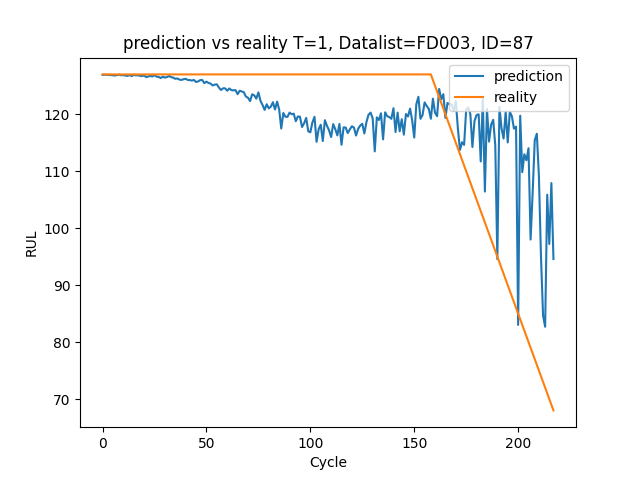 prediction vs reality T=1, Datalist=FD003, ID=87
prediction
reality
120
110
100
90
80
70
RUL
0
50
100
150
200
Cycle